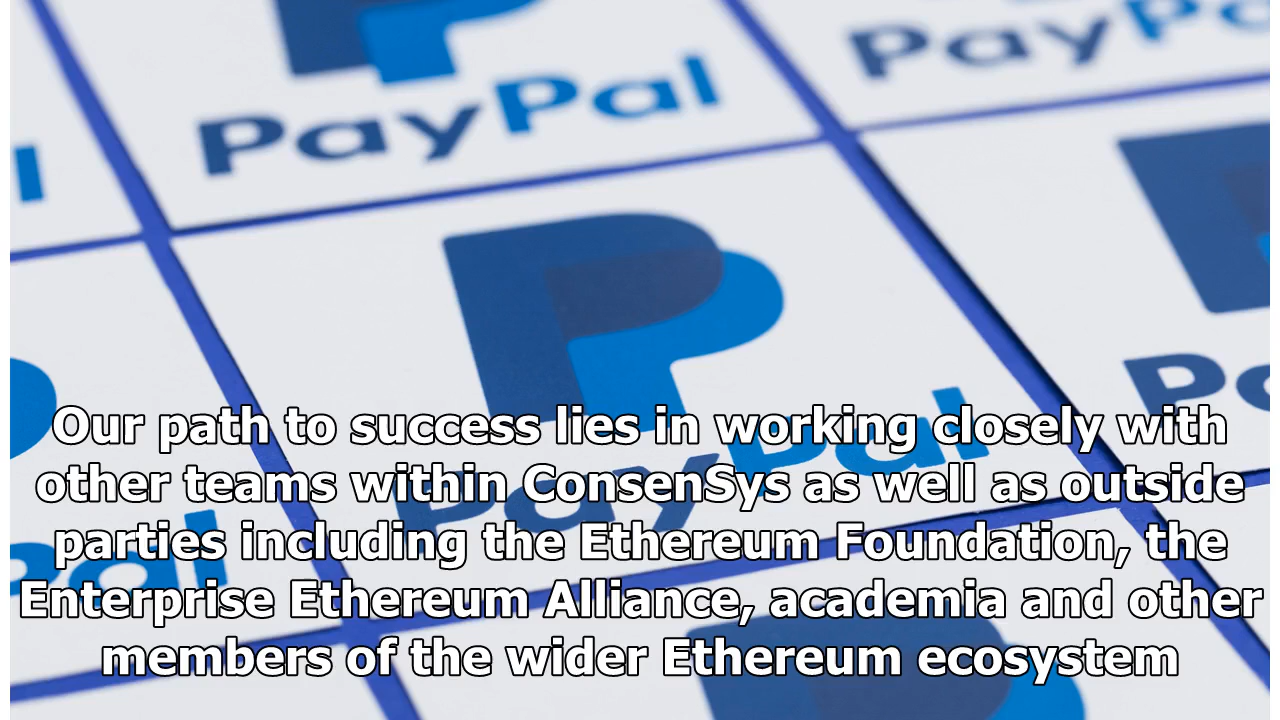 PayPal
PayPal
PayPal
Our path to success lies in working closely with
other teams within ConsenSys as well as outside
parties including the Ethereum Foundation, the
Enterprise Ethereum Alliance, academia and other
members of the wider Ethereum ecosystem